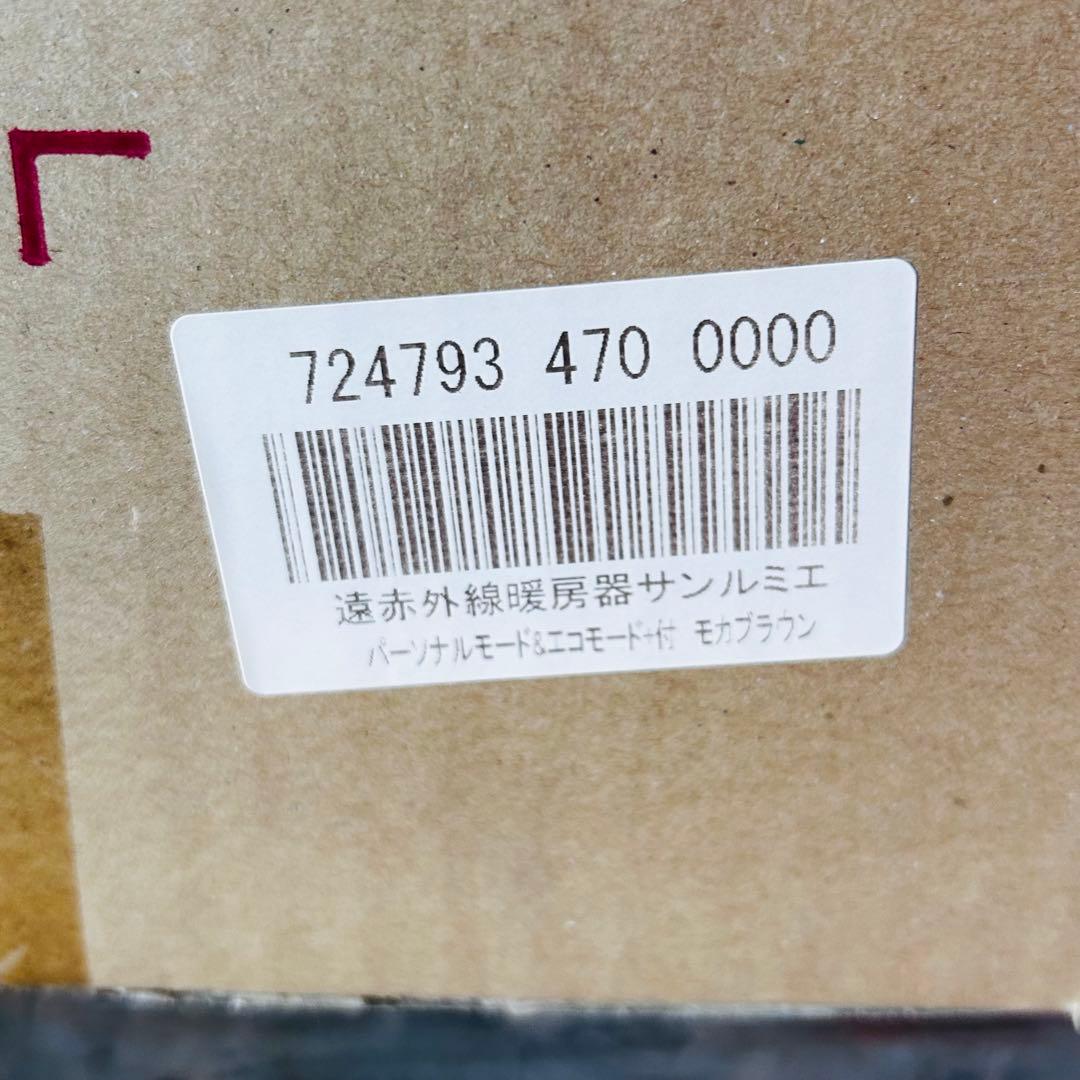 724793 470 0000
遠赤外線暖房器サンルミエ
パーソナルモード&エコモード+付 モカブラウン